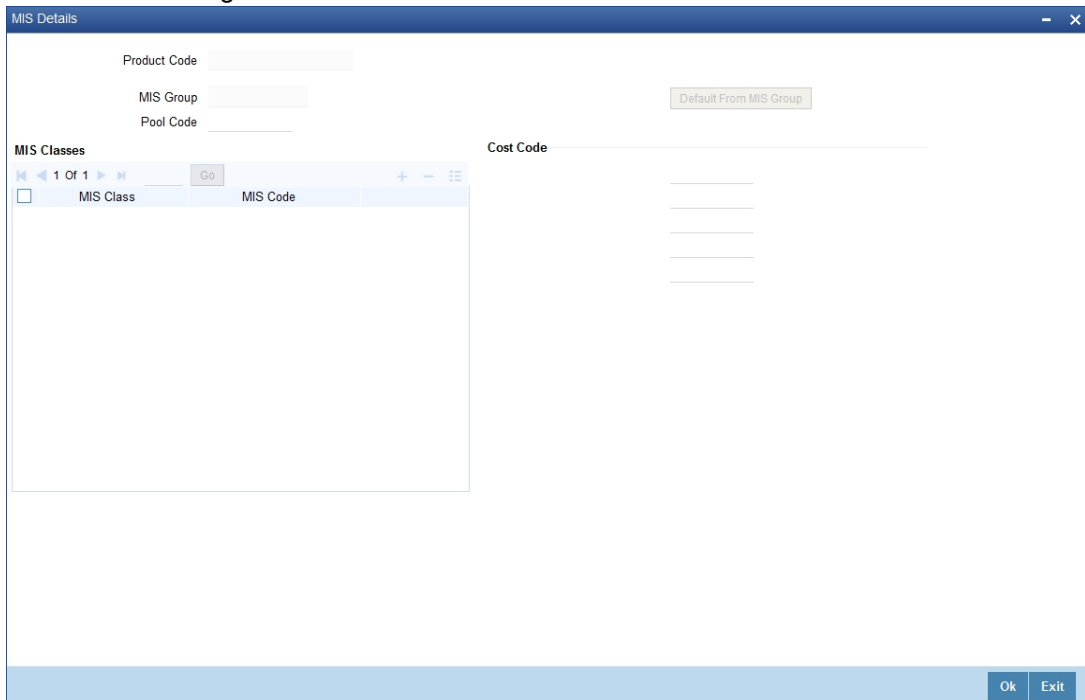 MIS Details
Product Code
MIS Group
Default From MIS Group
Pool Code
MIS Classes
Cost Code
1 Of 1
Go
MIS Class MIS Code
Ok Exit